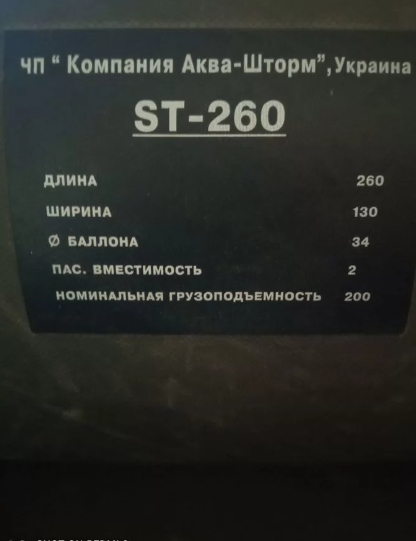 ЧП “ Компания Аква-Шторм”, Украина
ST-260
ДЛИНА 260
ШИРИНА 130
Ø БАЛЛОНА 34
ПАС. ВМЕСТИМОСТЬ 2
НОМИНАЛЬНАЯ ГРУЗОПОДЪЕМНОСТЬ 200